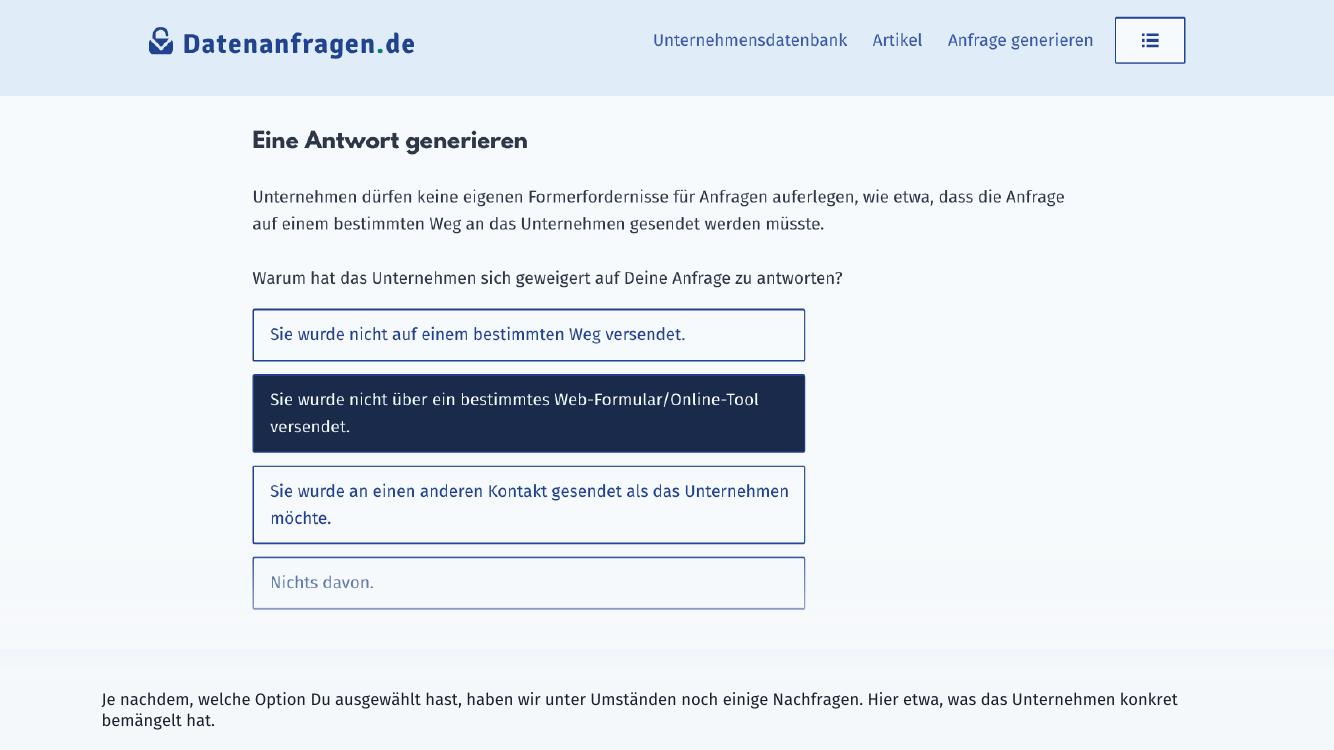 Datenanfragen.de
Unternehmensdatenbank Artikel Anfrage generieren
Eine Antwort generieren
Unternehmen dürfen keine eigenen Formerfordernisse für Anfragen auferlegen, wie etwa, dass die Anfrage
auf einem bestimmten Weg an das Unternehmen gesendet werden müsste.
Warum hat das Unternehmen sich geweigert auf Deine Anfrage zu antworten?
Sie wurde nicht auf einem bestimmten Weg versendet.
Sie wurde nicht über ein bestimmtes Web-Formular/Online-Tool
versendet.
Sie wurde an einen anderen Kontakt gesendet als das Unternehmen
möchte.
Nichts davon.
Je nachdem, welche Option Du ausgewählt hast, haben wir unter Umständen noch einige Nachfragen. Hier etwa, was das Unternehmen konkret
bemängelt hat.